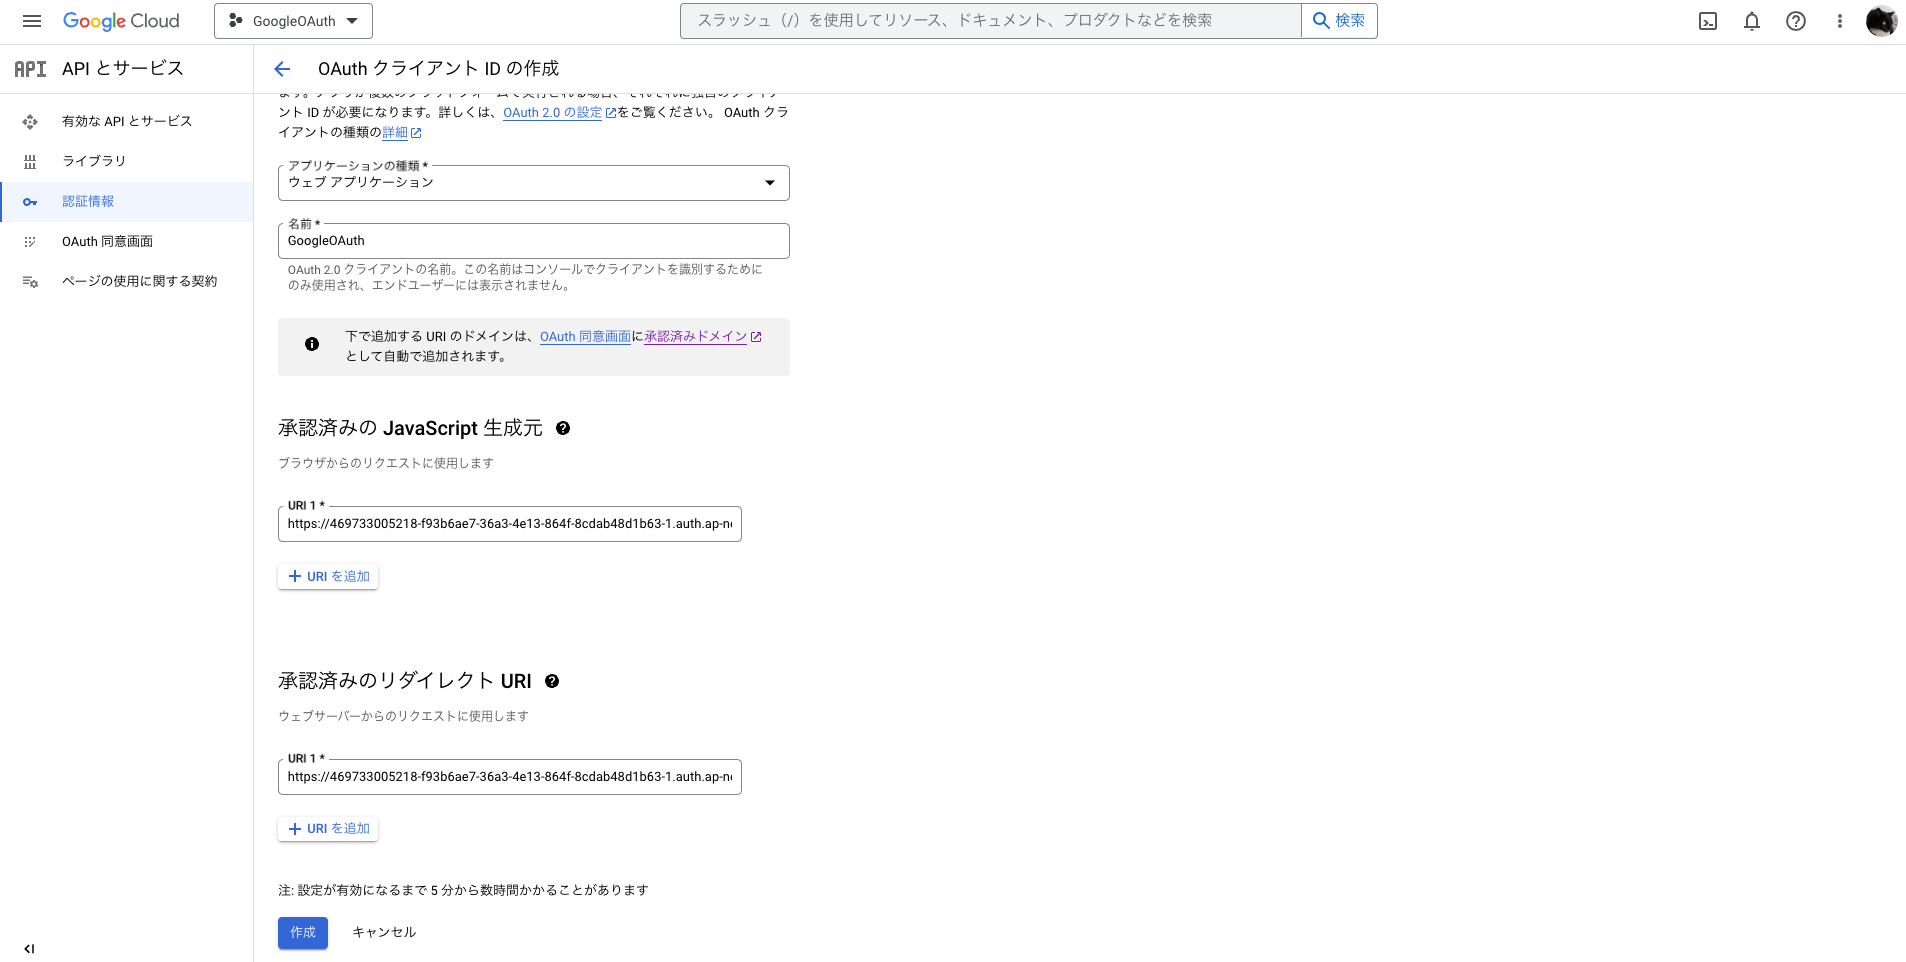 Google Cloud
GoogleOAuth
スラッシュ（/）を使用してリソース、ドキュメント、プロダクトなどを検索
検索
API
API とサービス
OAuth クライアント ID の作成
有効な API とサービス
ライブラリ
認証情報
OAuth 同意画面
ページの使用に関する契約
ント ID が必要になります。詳しくは、OAuth 2.0 の設定をご覧ください。 OAuth クラ
イアントの種類の詳細
アプリケーションの種類 *
ウェブ アプリケーション
名前 *
GoogleOAuth
OAuth 2.0 クライアントの名前。この名前はコンソールでクライアントを識別するために
のみ使用され、エンドユーザーには表示されません。
下で追加する URI のドメインは、OAuth 同意画面に承認済みドメイン
として自動で追加されます。
承認済みの JavaScript 生成元
ブラウザからのリクエストに使用します
URI 1 *
https://469733005218-f93b6ae7-36a3-4e13-864f-8cdab48d1b63-1.auth.ap-n
URI を追加
承認済みのリダイレクト URI
ウェブサーバーからのリクエストに使用します
URI 1 *
https://469733005218-f93b6ae7-36a3-4e13-864f-8cdab48d1b63-1.auth.ap-n
URI を追加
注: 設定が有効になるまで 5 分から数時間かかることがあります
作成
キャンセル